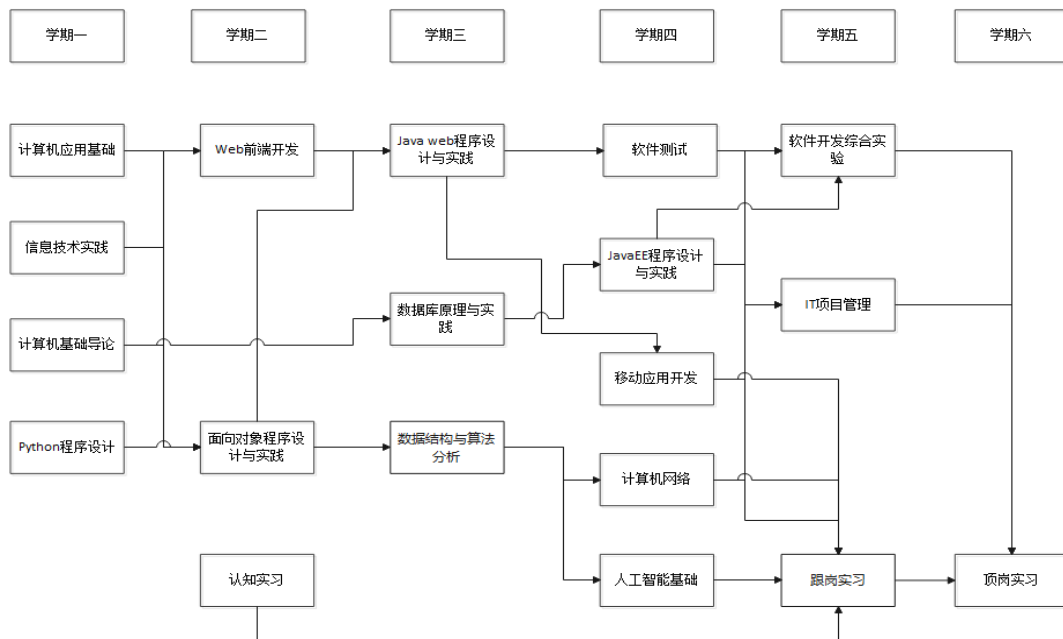 学期一
学期二
学期三
学期四
学期五
学期六
计算机应用基础
Web前端开发
Java web程序设
计与实践
软件测试
软件开发综合实
验
信息技术实践
JavaEE程序设计
与实践
计算机基础导论
数据库原理与实
践
IT项目管理
移动应用开发
Python程序设计
面向对象程序设
计与实践
数据结构与算法
分析
计算机网络
认知实习
人工智能基础
跟岗实习
顶岗实习